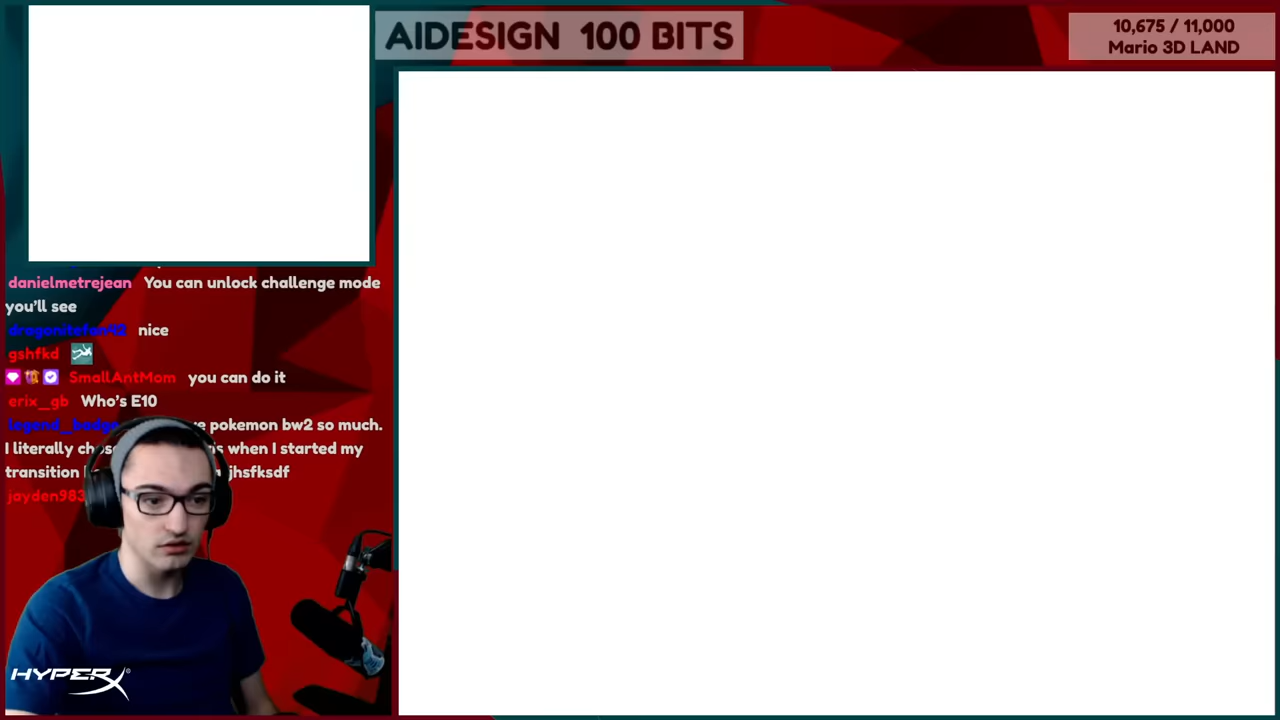 AIDESIGN 100 BITS
10,675 / 11,000
Mario 3D LAND
danielmetrejean You can unlock challenge mode
you'll see
dragonitefan42 nice
gshfkd
SmallAntMom you can do it
erix_gb Who's E10
pokemon bw2 so much.
I literally when I started my
transition
jayden983
HYPERX